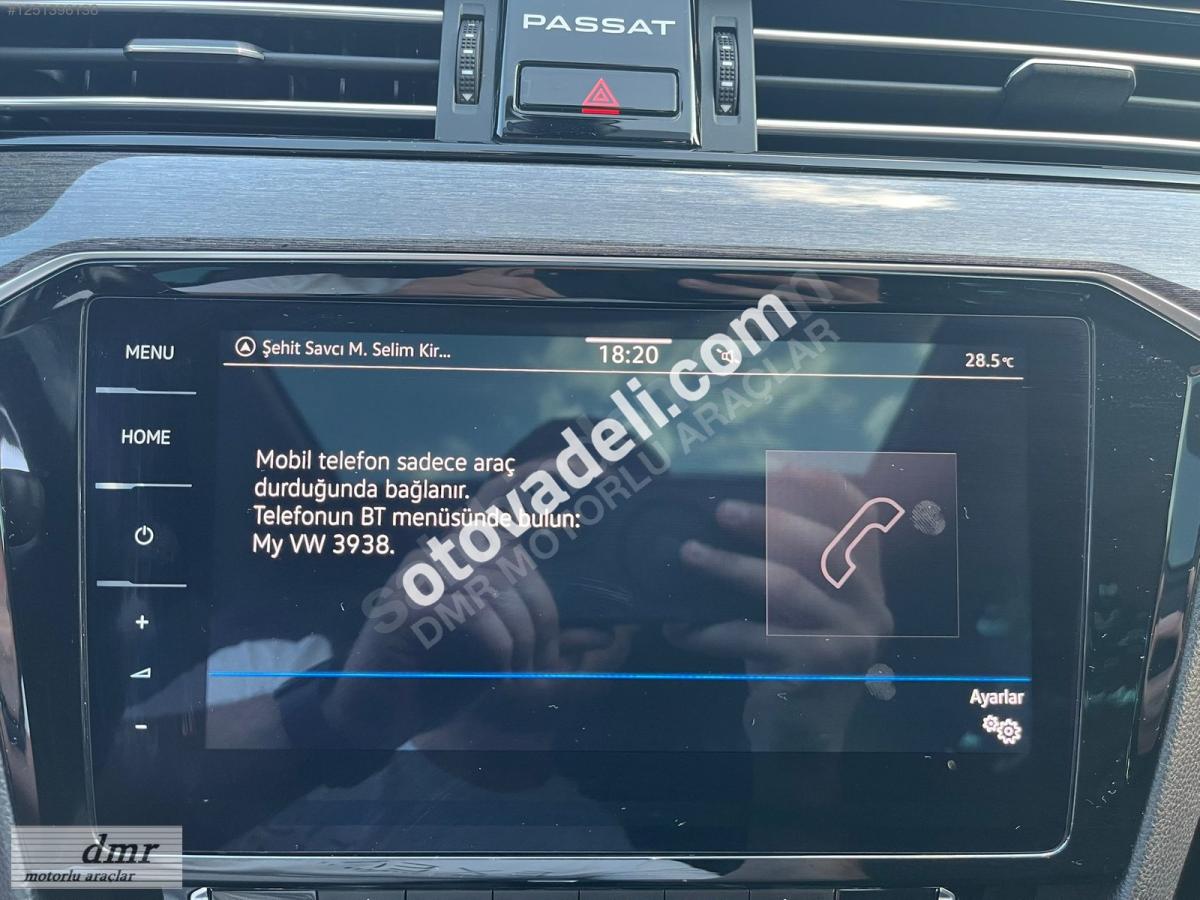 #1251396136
PASSAT
MENU
HOME
Şehit Savcı M. Selim Kir...
18:20
28.5°C
Mobil telefon sadece araç
durduğunda bağlanır.
Telefonun BT menüsünde bulun:
My VW 3938.
sotovadeli.com
DMR MOTORLU ARAÇLAR
Ayarlar
dmr
motorlu araçlar